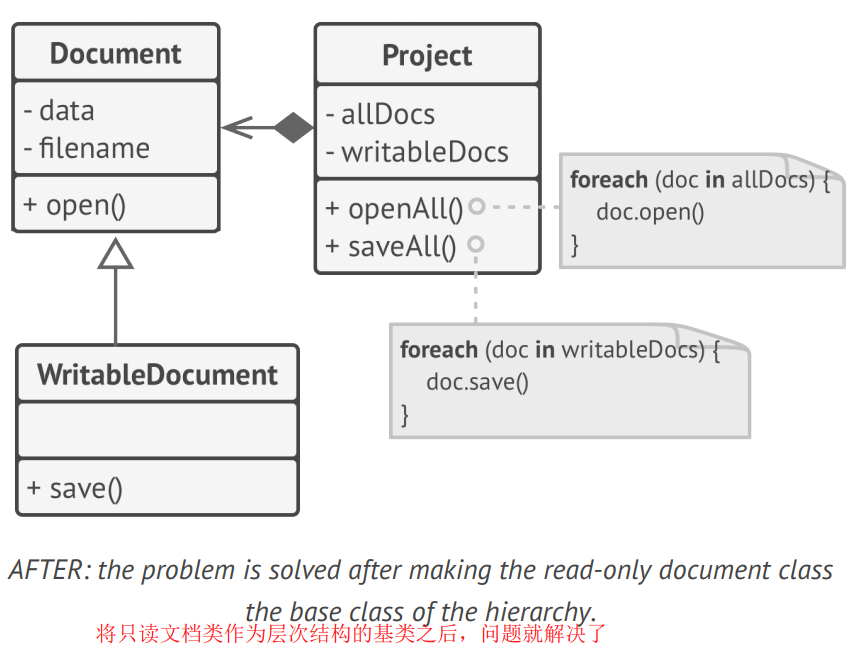 Document
- data
- filename
+ open()
Project
- allDocs
- writableDocs
+ openAll()
+ saveAll()
foreach (doc in allDocs) {
doc.open()
}
foreach (doc in writableDocs) {
doc.save()
}
WritableDocument
+ save()
AFTER: the problem is solved after making the read-only document class
the base class of the hierarchy.
将只读文档类作为层次结构的基类之后，问题就解决了